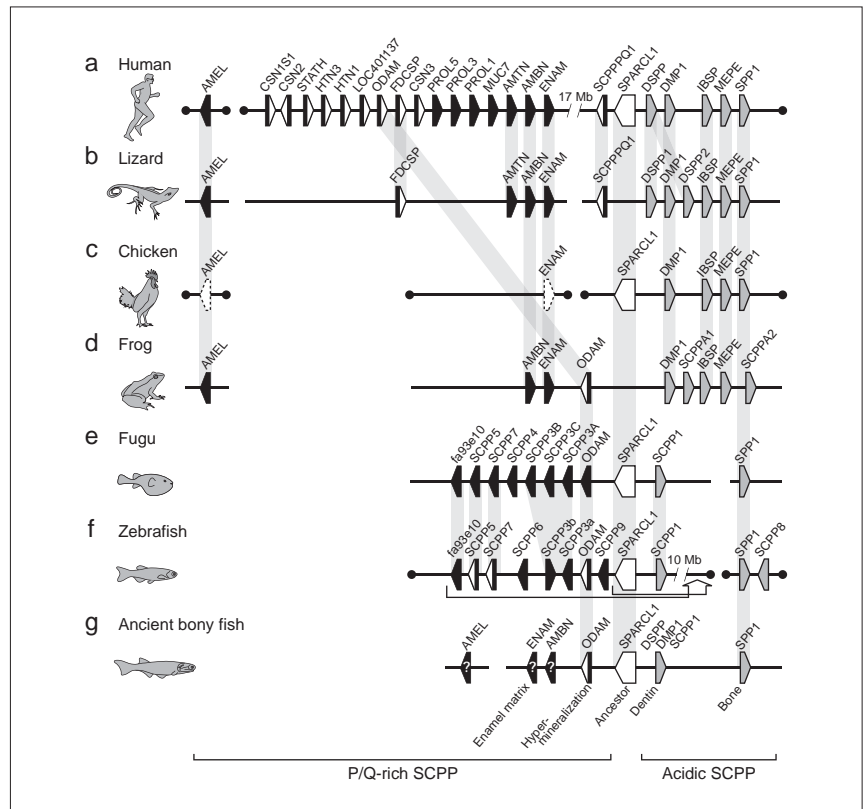 a Human
AMEL
CSN1S1
CSN2
STATH
HTN3
HTN1
LOC401137
ODAM
FDCSP
CSN3
PROL5
PROL3
PROL1
MUC7
AMTN
AMBN
ENAM
17 Mb
SCPPPQ1
SPARCL1
DSPP
DMP1
IBSP
MEPE
SPP1
b Lizard
AMEL
FDCSP
AMTN
AMBN
ENAM
SCPPPQ1
DSPP1
DMP1
DSPP2
IBSP
MEPE
SPP1
c Chicken
AMEL
ENAM
SPARCL1
DMP1
IBSP
MEPE
SPP1
d Frog
AMEL
AMBN
ENAM
ODAM
DMP1
SCPPA1
IBSP
MEPE
SCPPA2
e Fugu
fa93e10
SCPP5
SCPP7
SCPP4
SCPP3B
SCPP3C
SCPP3A
ODAM
SPARCL1
SCPP1
SPP1
f Zebrafish
fa93e10
SCPP5
SCPP7
SCPP6
SCPP3b
SCPP3a
ODAM
SCPP9
SPARCL1
SCPP1
10 Mb
SPP1
SCPP8
g Ancient bony fish
AMEL
ENAM
AMBN
ODAM
SPARCL1
DSPP
DMP1
SCPP1
SPP1
?
?
?
Enamel matrix
Hyper-
mineralization
Ancestor
Dentin
Bone
P/Q-rich SCPP
Acidic SCPP